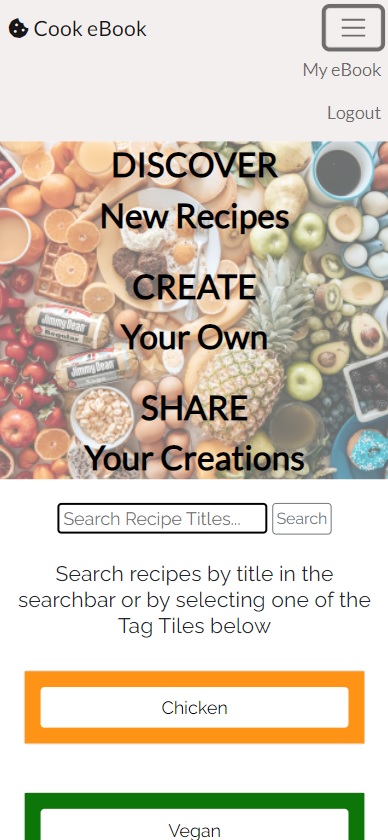 Cook eBook
My eBook
Logout
DISCOVER
New Recipes
CREATE
Your Own
Jimmy Dean
Regular
Jimmy Dean
SHARE
Your Creations
Search Recipe Titles... Search
Search recipes by title in the
searchbar or by selecting one of the
Tag Tiles below
Chicken
Vegan